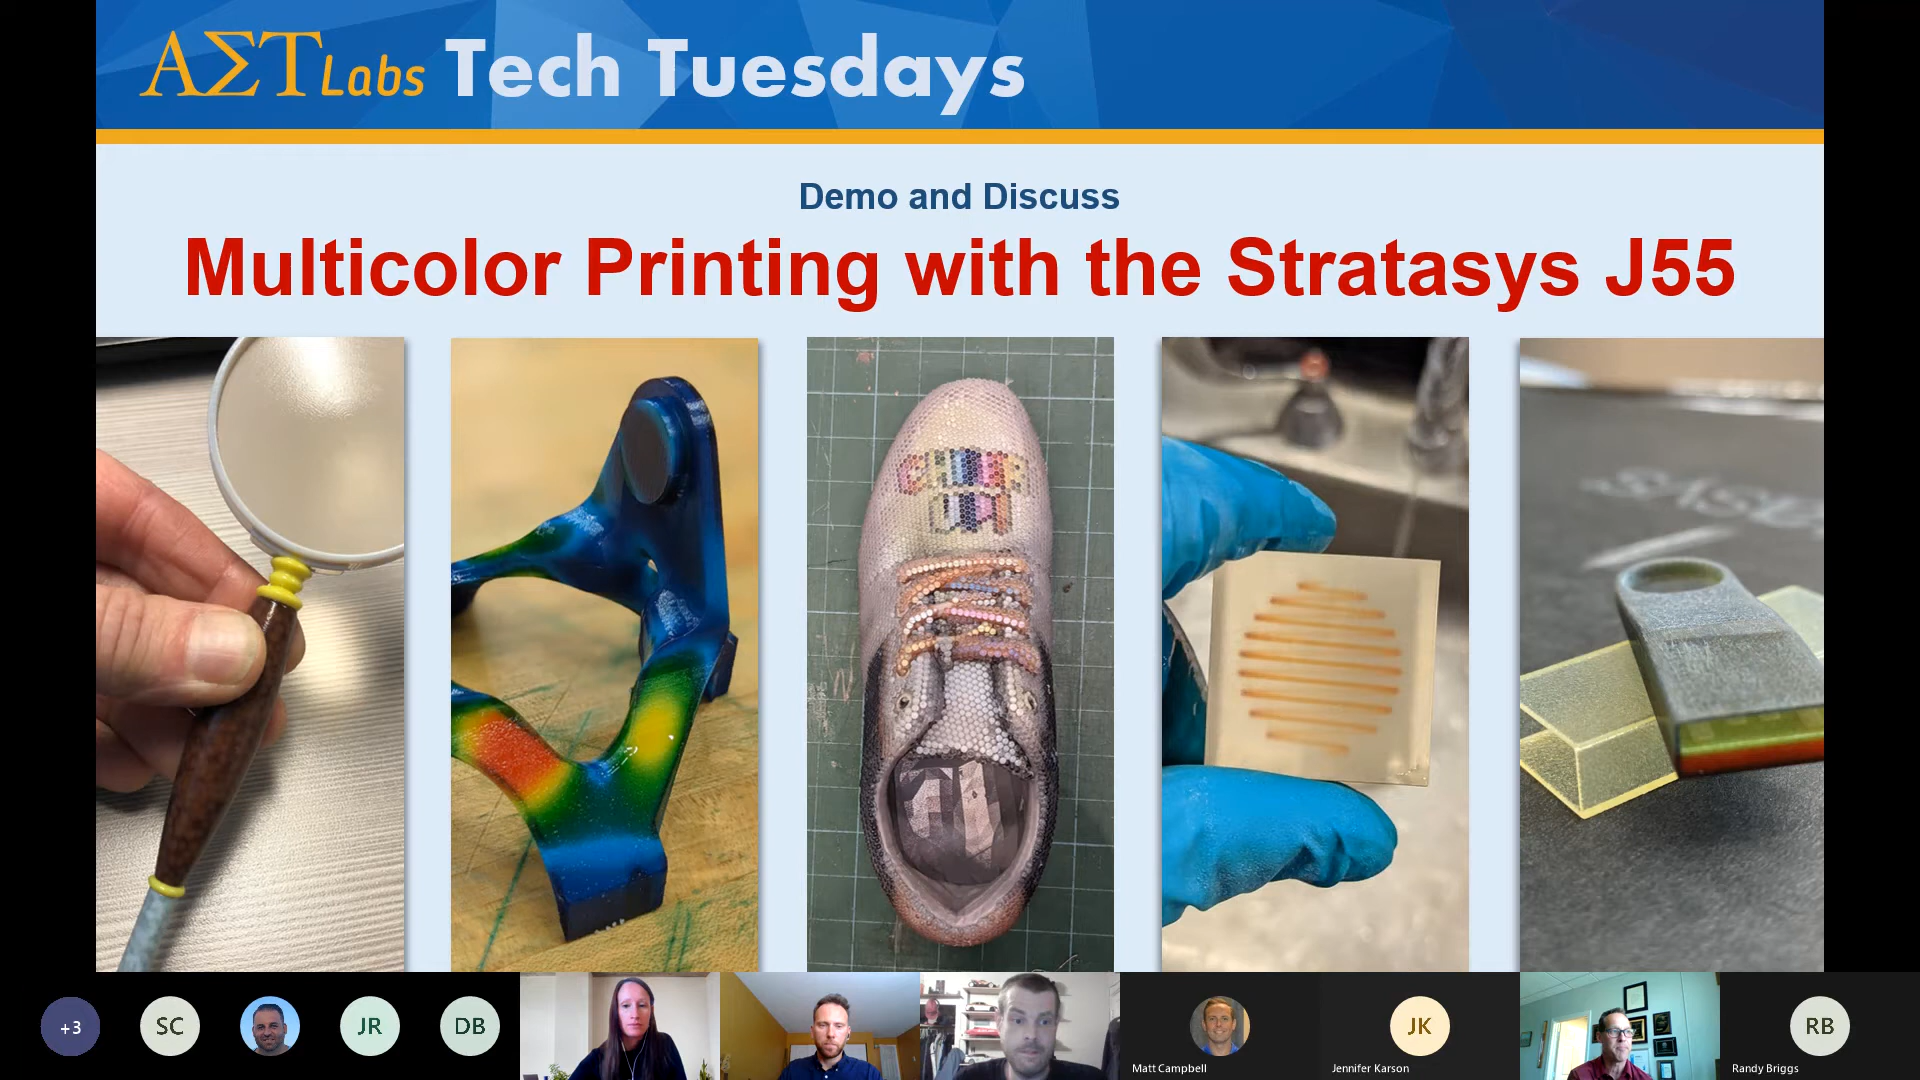 ΑΣΤ Labs Tech Tuesdays
Demo and Discuss
Multicolor Printing with the Stratasys J55
+3
SC
JR
DB
JK
RB
Matt Campbell
Jennifer Karson
Randy Briggs